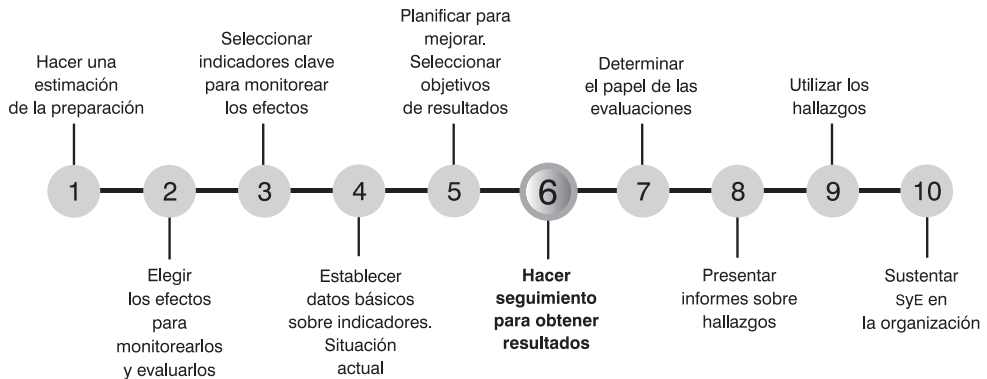 Hacer una
estimación
de la preparación
1
Elegir
los efectos
para
monitorearlos
y evaluarlos
2
Seleccionar
indicadores clave
para monitorear
los efectos
3
Establecer
datos básicos
sobre indicadores.
Situación
actual
4
Planificar para
mejorar.
Seleccionar
objetivos
de resultados
5
Hacer
seguimiento
para obtener
resultados
6
Determinar
el papel de las
evaluaciones
7
Presentar
informes sobre
hallazgos
8
Utilizar los
hallazgos
9
Sustentar
SyE en
la organización
10